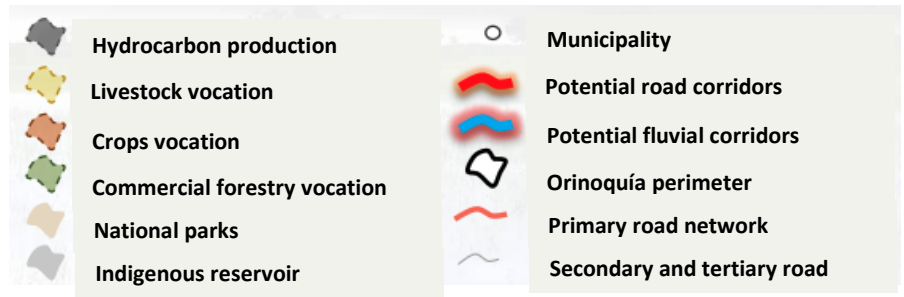 Hydrocarbon production
Livestock vocation
Crops vocation
Commercial forestry vocation
National parks
Indigenous reservoir
Municipality
Potential road corridors
Potential fluvial corridors
Orinoquía perimeter
Primary road network
Secondary and tertiary road